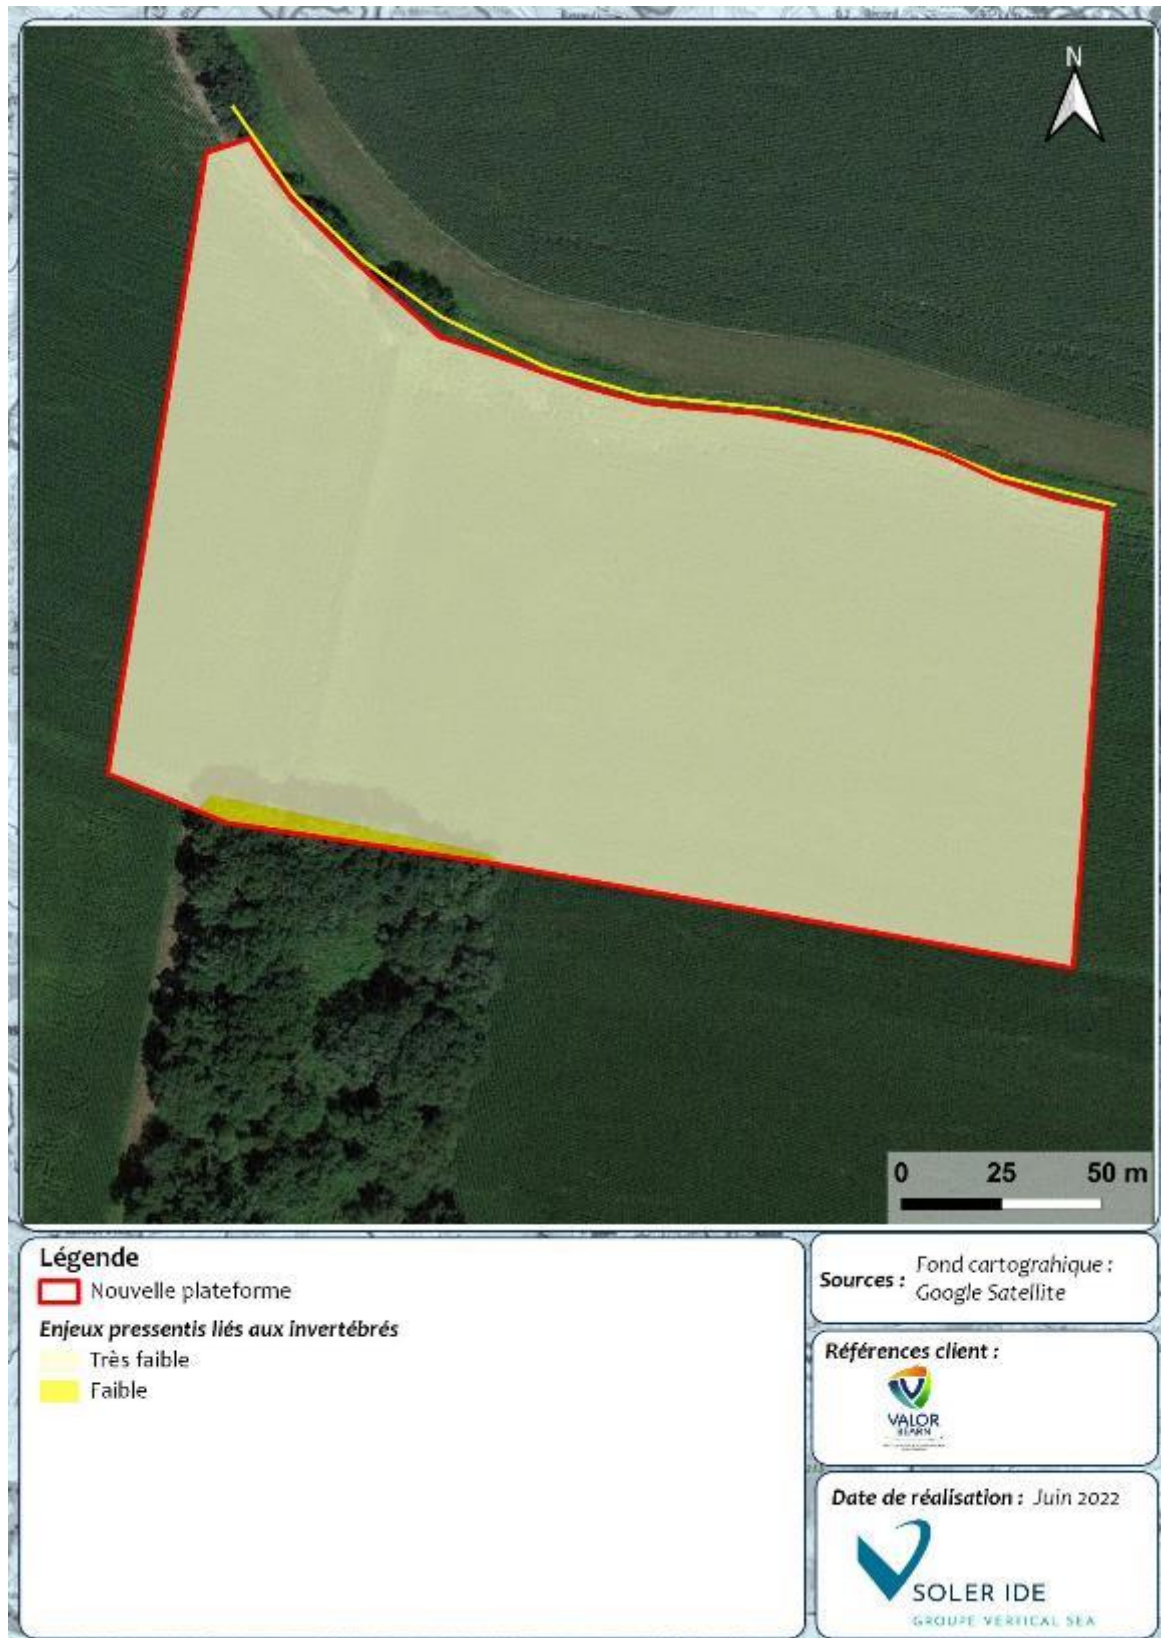 N
0 25 50 m
Légende
Nouvelle plateforme
Enjeux pressentis liés aux invertébrés
Très faible
Faible
Sources : Fond cartograhique :
Google Satellite
Références client :
VALOR
BÉARN
Date de réalisation : Juin 2022
SOLER IDE
GROUPE VERTICAL SEA